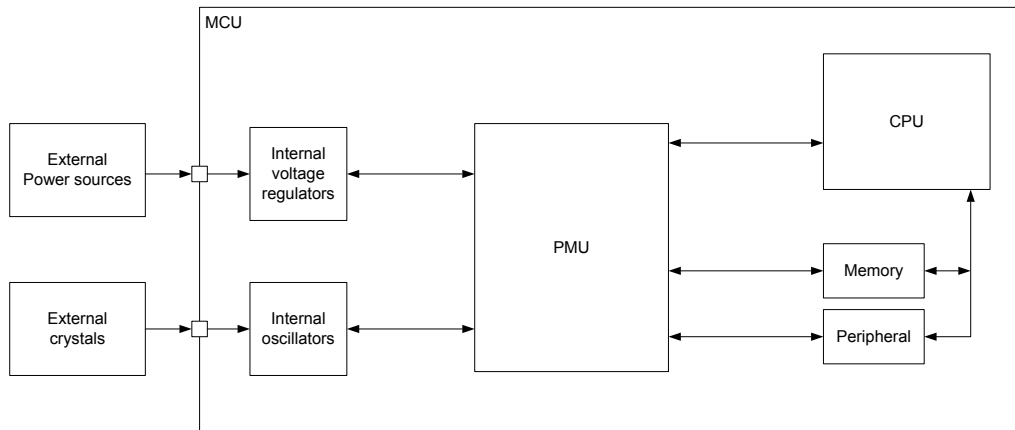 MCU
External
Power sources
Internal
voltage
regulators
PMU
CPU
External
crystals
Internal
oscillators
Memory
Peripheral